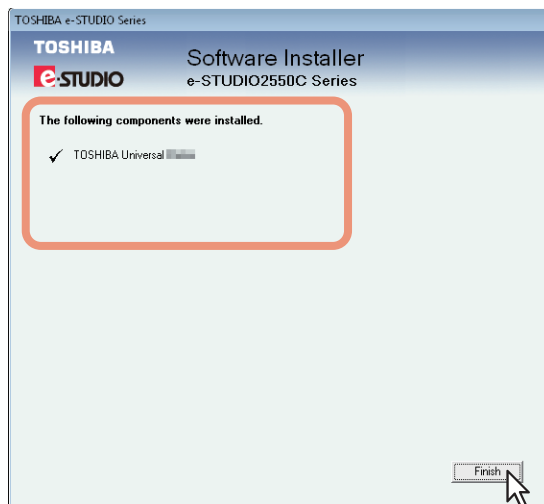 TOSHIBA e-STUDIO Series
TOSHIBA
e-STUDIO
Software Installer
e-STUDIO2550C Series
The following components were installed.
✓ TOSHIBA Universal
Finish